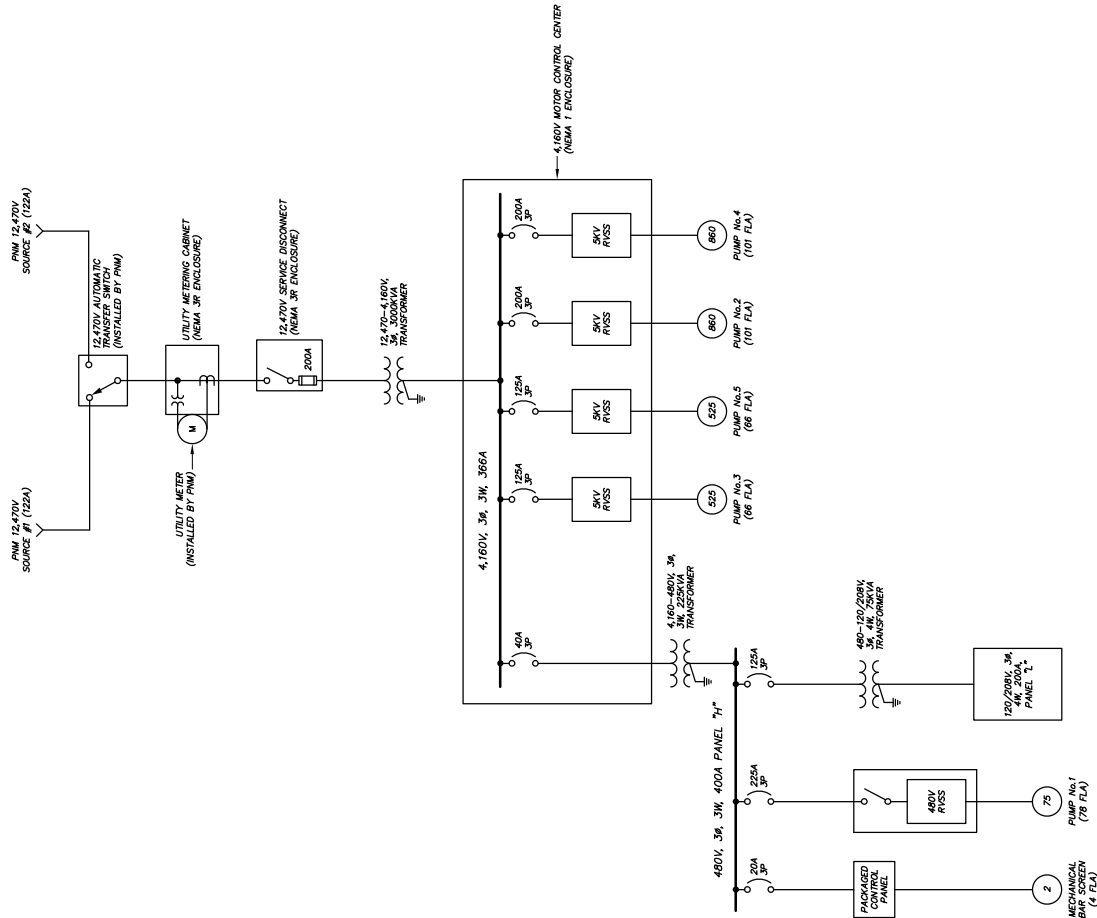 PNM 12,470V
SOURCE #1 (122A)
PNM 12,470V
SOURCE #2 (122A)
12,470V AUTOMATIC
TRANSFER SWITCH
(INSTALLED BY PNM)
UTILITY METERING CABINET
(NEMA 3R ENCLOSURE)
M
UTILITY METER
(INSTALLED BY PNM)
12,470V SERVICE DISCONNECT
(NEMA 3R ENCLOSURE)
200A
12,470-4,160V,
3ø, 3000KVA
TRANSFORMER
4,160V MOTOR CONTROL CENTER
(NEMA 1 ENCLOSURE)
4,160V, 3ø, 3W, 366A
40A
3P
125A
3P
125A
3P
200A
3P
200A
3P
5KV
RVSS
5KV
RVSS
5KV
RVSS
5KV
RVSS
525
PUMP No.3
(66 FLA)
525
PUMP No.5
(66 FLA)
860
PUMP No.2
(101 FLA)
860
PUMP No.4
(101 FLA)
4,160-480V, 3ø,
3W, 225KVA
TRANSFORMER
480V, 3ø, 3W, 400A PANEL "H"
20A
3P
225A
3P
125A
3P
PACKAGED
CONTROL
PANEL
480V
RVSS
480-120/208V,
3ø, 4W, 75KVA
TRANSFORMER
120/208V, 3ø,
4W, 200A,
PANEL "L"
2
MECHANICAL
BAR SCREEN
(4 FLA)
75
PUMP No.1
(78 FLA)